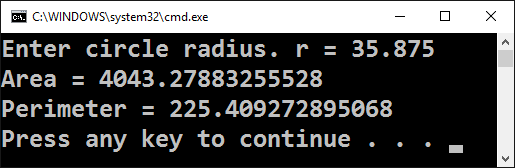 C:\WINDOWS\system32\cmd.exe
Enter circle radius. r = 35.875
Area = 4043.27883255528
Perimeter = 225.409272895068
Press any key to continue . . .